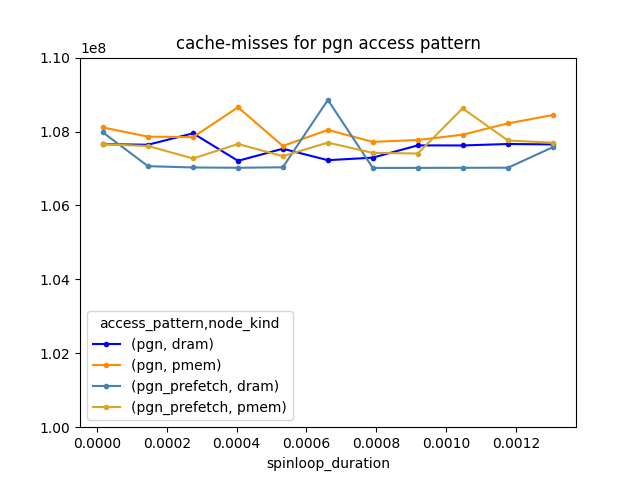 cache-misses for pgn access pattern
1e8
1.10
1.08
1.06
1.04
1.02
1.00
access_pattern,node_kind
(pgn, dram)
(pgn, pmem)
(pgn_prefetch, dram)
(pgn_prefetch, pmem)
0.0000 0.0002 0.0004 0.0006 0.0008 0.0010 0.0012
spinloop_duration